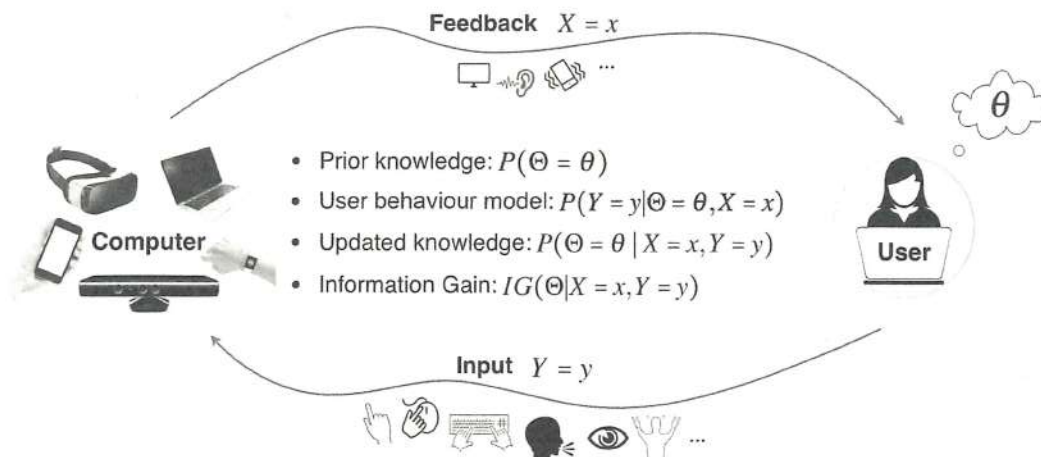 Feedback X = x
...
θ
• Prior knowledge: P(Θ = θ)
• User behaviour model: P(Y = y|Θ = θ, X = x)
Computer
• Updated knowledge: P(Θ = θ | X = x, Y = y)
User
• Information Gain: IG(Θ|X = x, Y = y)
Input Y = y
...